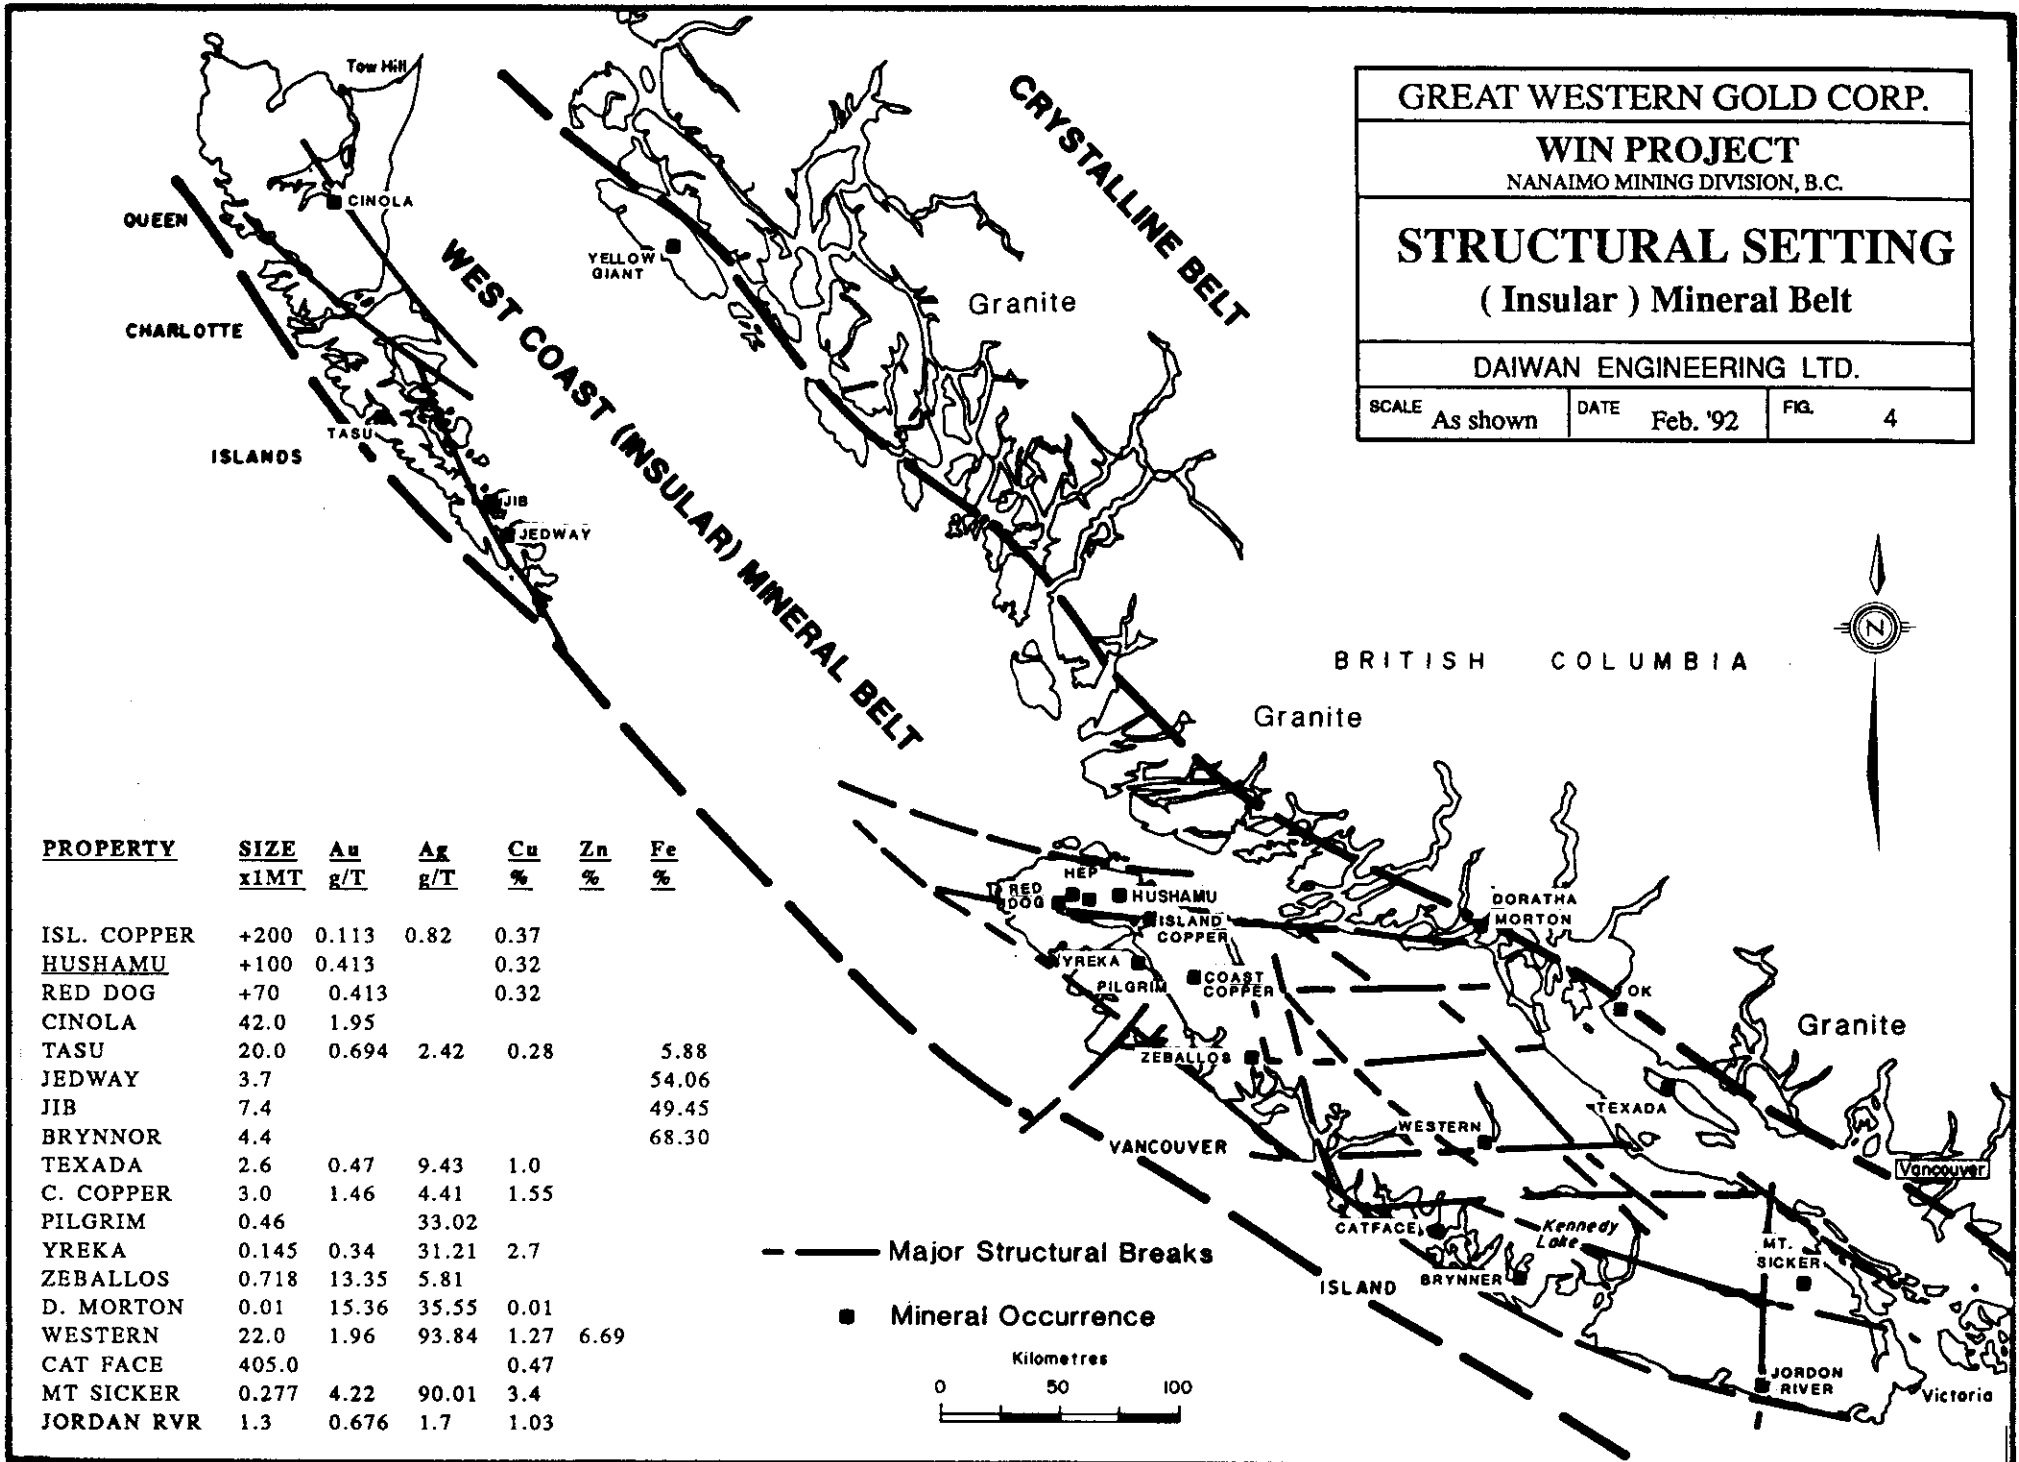 GREAT WESTERN GOLD CORP.
WIN PROJECT
NANAIMO MINING DIVISION, B.C.
STRUCTURAL SETTING
( Insular ) Mineral Belt
DAIWAN ENGINEERING LTD.
SCALE As shown DATE Feb. '92 FIG. 4
Tow Hill
CINOLA
QUEEN
CHARLOTTE
ISLANDS
TASU
JIB
JEDWAY
YELLOW
GIANT
CRYSTALLINE BELT
WEST COAST (INSULAR) MINERAL BELT
Granite
N
BRITISH COLUMBIA
Granite
HEP
RED
DOG
HUSHAMU
ISLAND
COPPER
YREKA
PILGRIM
COAST
COPPER
ZEBALLOS
DORATHA
MORTON
OK
Granite
TEXADA
WESTERN
VANCOUVER
ISLAND
Vancouver
CATFACE
Kennedy
Lake
BRYNNER
MT.
SICKER
JORDON
RIVER
Victoria
PROPERTY SIZE Au Ag Cu Zn Fe
x1MT g/T g/T % % %
ISL. COPPER +200 0.113 0.82 0.37
HUSHAMU +100 0.413 0.32
RED DOG +70 0.413 0.32
CINOLA 42.0 1.95
TASU 20.0 0.694 2.42 0.28 5.88
JEDWAY 3.7 54.06
JIB 7.4 49.45
BRYNNOR 4.4 68.30
TEXADA 2.6 0.47 9.43 1.0
C. COPPER 3.0 1.46 4.41 1.55
PILGRIM 0.46 33.02
YREKA 0.145 0.34 31.21 2.7
ZEBALLOS 0.718 13.35 5.81
D. MORTON 0.01 15.36 35.55 0.01
WESTERN 22.0 1.96 93.84 1.27 6.69
CAT FACE 405.0 0.47
MT SICKER 0.277 4.22 90.01 3.4
JORDAN RVR 1.3 0.676 1.7 1.03
Major Structural Breaks
Mineral Occurrence
Kilometres
0 50 100